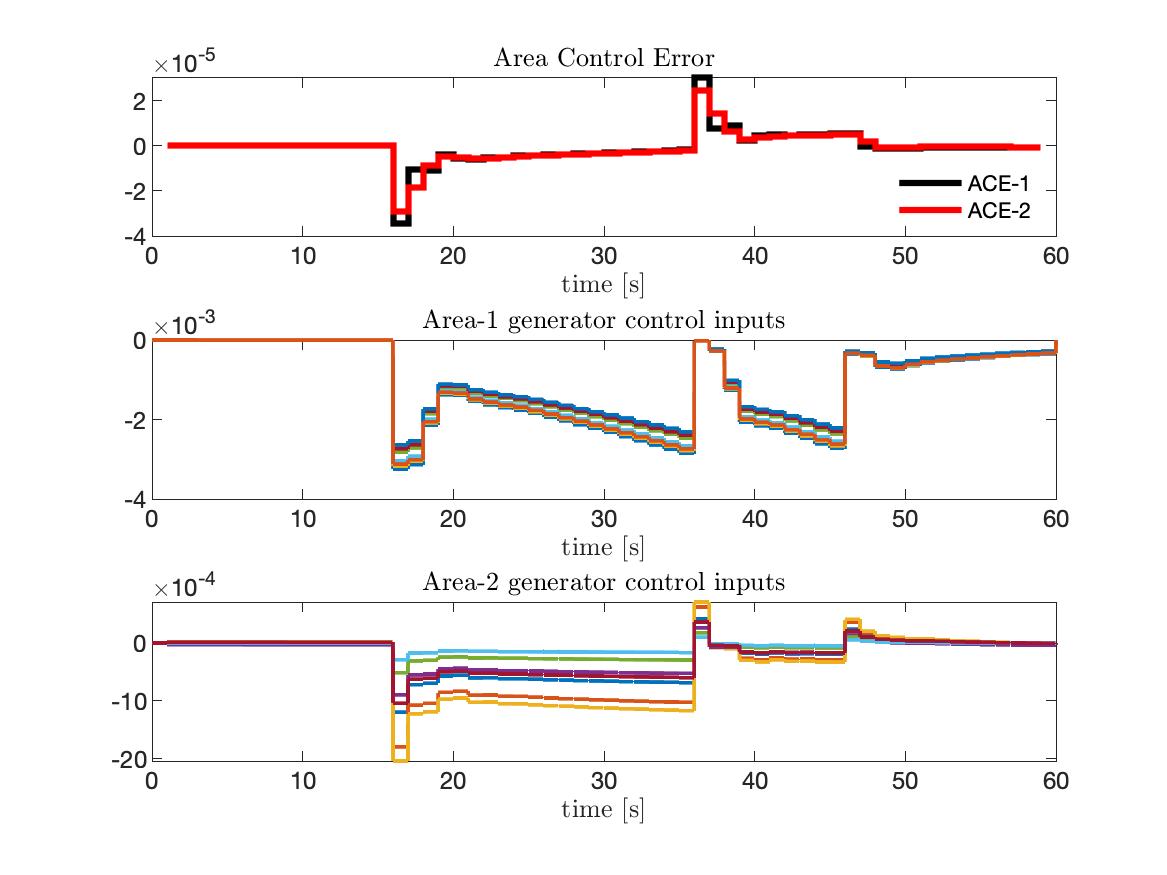 Area Control Error
×10-5
2
0
-2
-4
ACE-1
ACE-2
0 10 20 30 40 50 60
time [s]
Area-1 generator control inputs
×10-3
0
-2
-4
0 10 20 30 40 50 60
time [s]
Area-2 generator control inputs
×10-4
0
-10
-20
0 10 20 30 40 50 60
time [s]